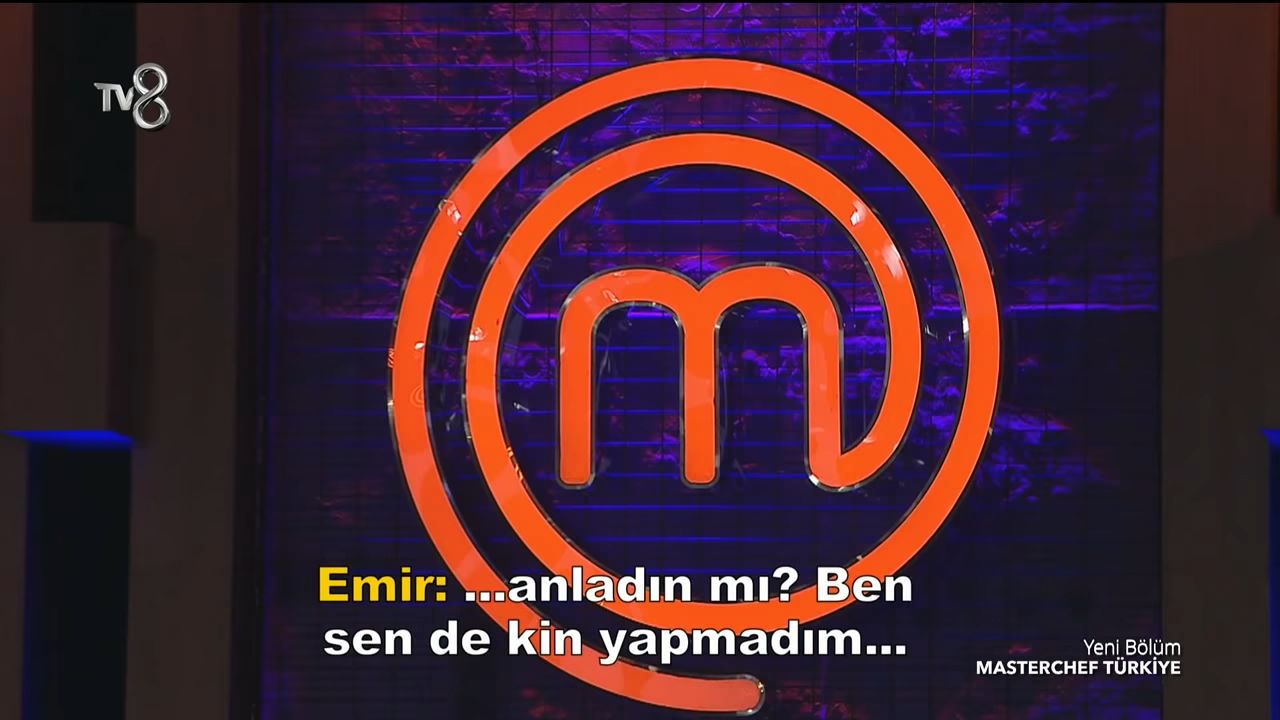 TV8
m
Emir: ...anladın mı? Ben
sen de kin yapmadım...
Yeni Bölüm
MASTERCHEF TÜRKİYE